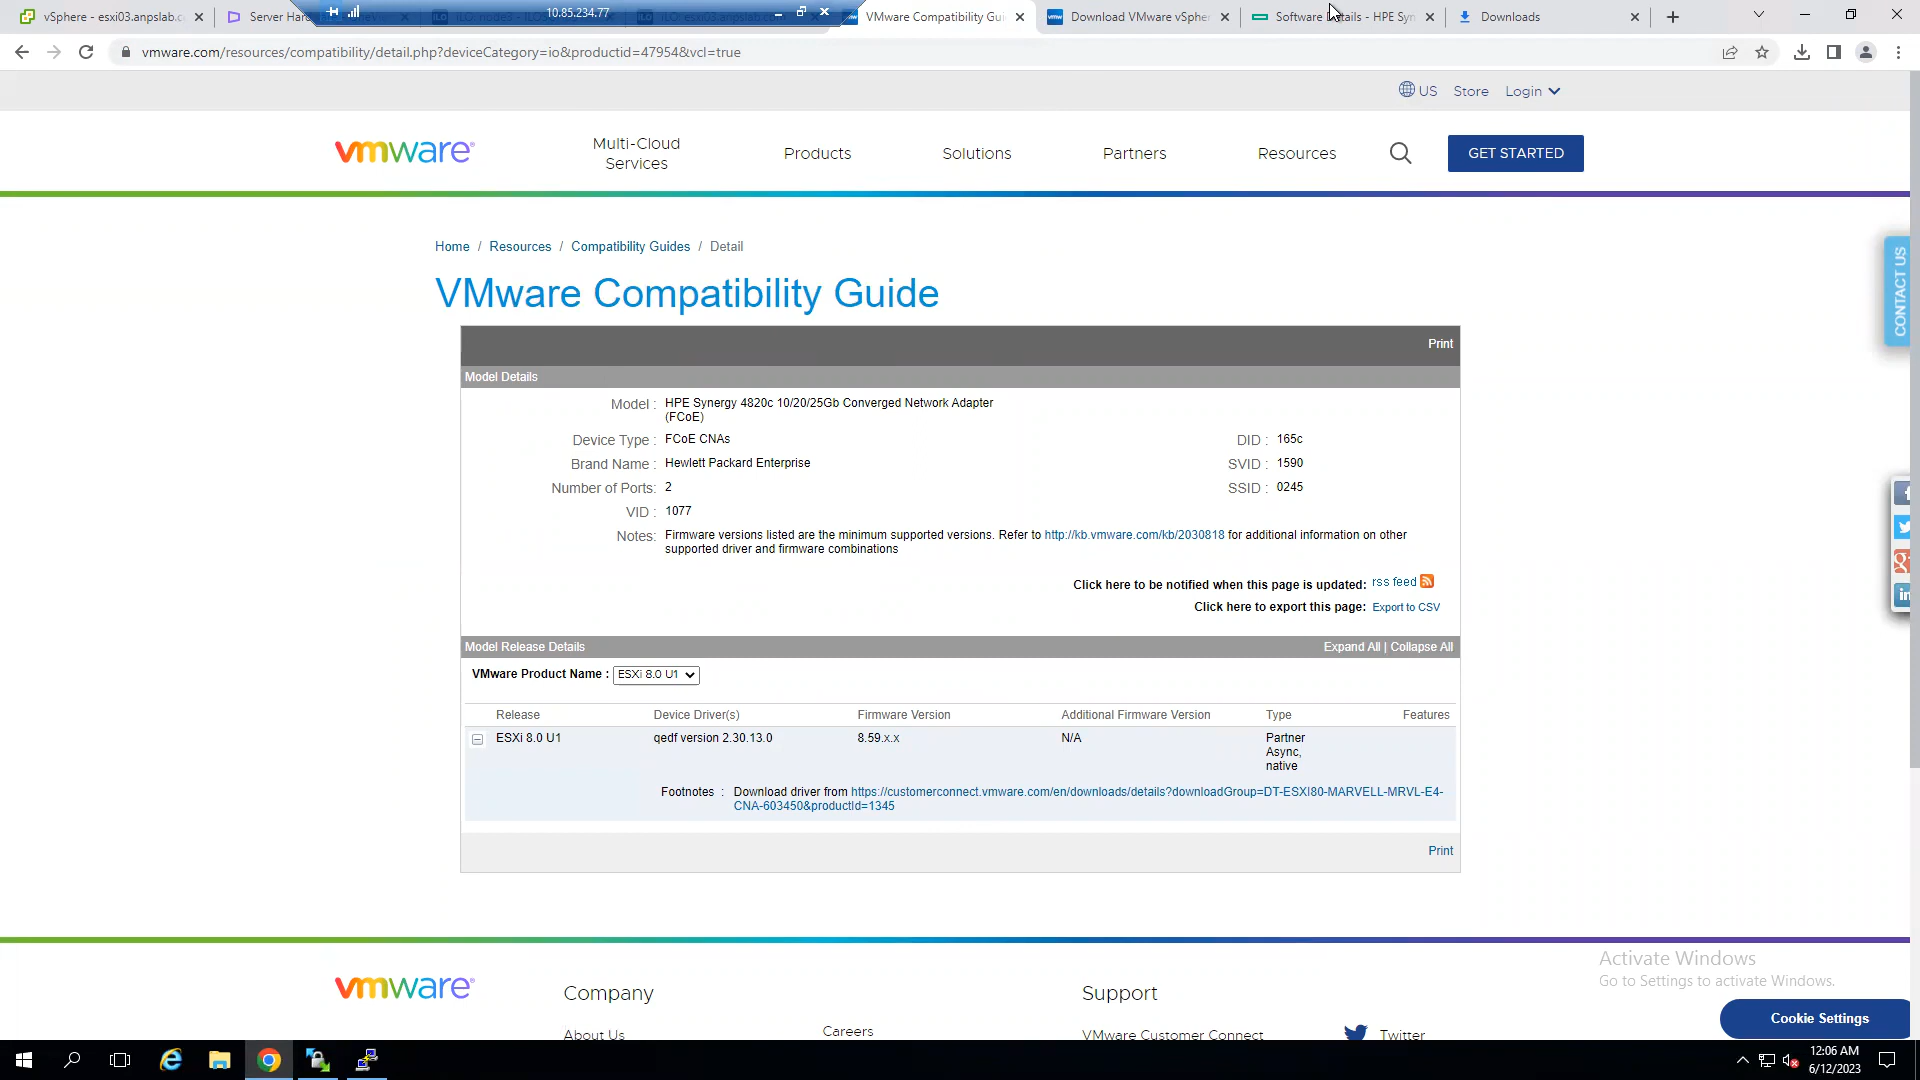 vSphere - esxi03.anpslab.c
Server Ha
10.85.234.77
VMware Compatibility Gui
Download VMware vSpher
Software Details - HPE Syn
Downloads
vmware.com/resources/compatibility/detail.php?deviceCategory=io&productid=47954&vcl=true
US
Store
Login
vmware®
Multi-Cloud
Services
Products
Solutions
Partners
Resources
GET STARTED
CONTACT US
Home / Resources / Compatibility Guides / Detail
VMware Compatibility Guide
Print
Model Details
Model : HPE Synergy 4820c 10/20/25Gb Converged Network Adapter
(FCoE)
Device Type : FCoE CNAs
DID : 165c
Brand Name : Hewlett Packard Enterprise
SVID : 1590
Number of Ports: 2
SSID : 0245
VID : 1077
Notes: Firmware versions listed are the minimum supported versions. Refer to http://kb.vmware.com/kb/2030818 for additional information on other
supported driver and firmware combinations
Click here to be notified when this page is updated: rss feed
Click here to export this page: Export to CSV
Model Release Details
Expand All | Collapse All
VMware Product Name : ESXi 8.0 U1
Release Device Driver(s) Firmware Version Additional Firmware Version Type Features
ESXi 8.0 U1 qedf version 2.30.13.0 8.59.x.x N/A Partner
Async,
native
Footnotes : Download driver from https://customerconnect.vmware.com/en/downloads/details?downloadGroup=DT-ESXI80-MARVELL-MRVL-E4-
CNA-603450&productId=1345
Print
vmware®
Company
Support
About Us
Careers
VMware Customer Connect
Twitter
Activate Windows
Go to Settings to activate Windows.
Cookie Settings
12:06 AM
6/12/2023